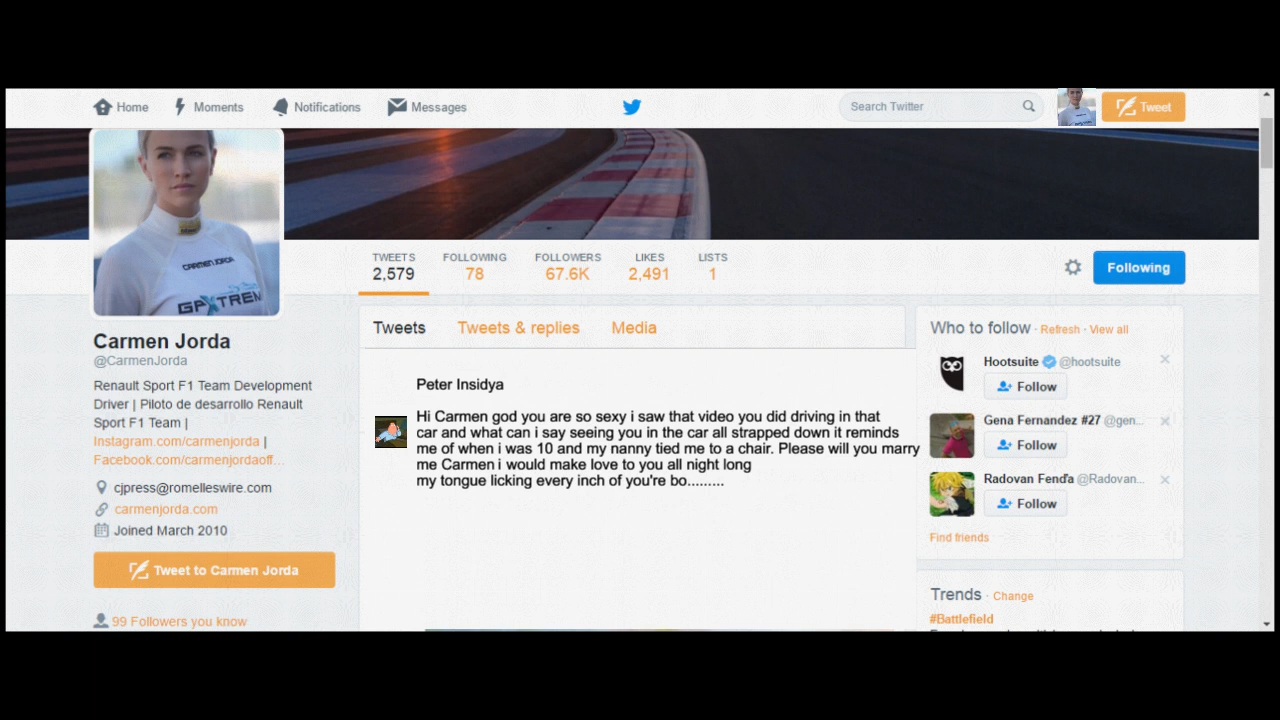 Home Moments Notifications Messages Search Twitter Tweet
CARMEN JORDA
TWEETS FOLLOWING FOLLOWERS LIKES LISTS
2,579 78 67.6K 2,491 1
Following
Carmen Jorda
@CarmenJorda
Renault Sport F1 Team Development
Driver | Piloto de desarrollo Renault
Sport F1 Team |
Instagram.com/carmenjorda |
Facebook.com/carmenjordaoff...
cjpress@romelleswire.com
carmenjorda.com
Joined March 2010
Tweet to Carmen Jorda
99 Followers you know
Tweets Tweets & replies Media
Peter Insidya
Hi Carmen god you are so sexy i saw that video you did driving in that
car and what can i say seeing you in the car all strapped down it reminds
me of when i was 10 and my nanny tied me to a chair. Please will you marry
me Carmen i would make love to you all night long
my tongue licking every inch of you're bo.........
Who to follow · Refresh · View all
Hootsuite @hootsuite
Follow
Gena Fernandez #27 @gen...
Follow
Radovan Fenďa @Radovan...
Follow
Find friends
Trends · Change
#Battlefield